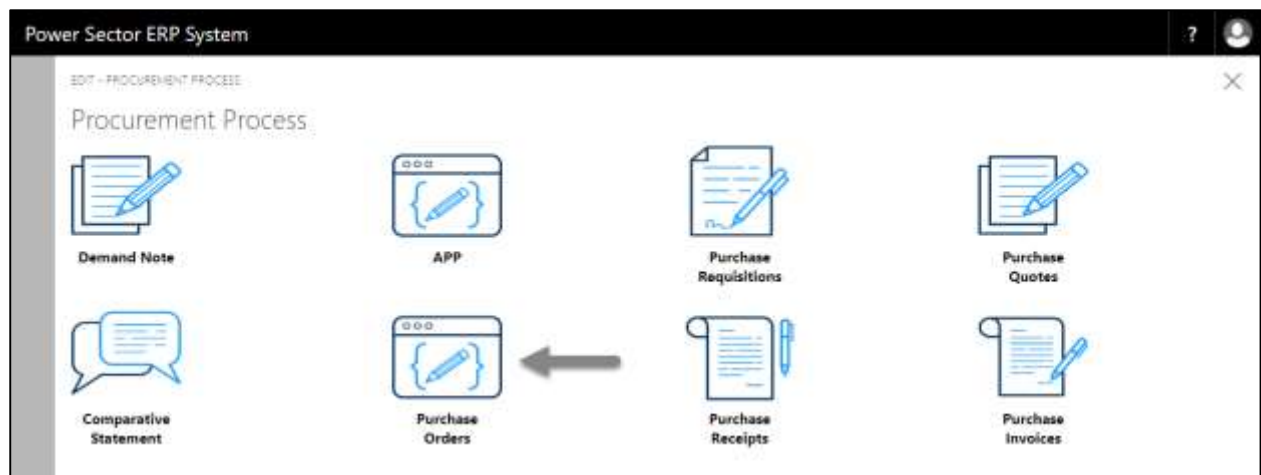 Power Sector ERP System ?
EDIT - PROCUREMENT PROCESS
Procurement Process
Demand Note
APP
Purchase
Requisitions
Purchase
Quotes
Comparative
Statement
Purchase
Orders
Purchase
Receipts
Purchase
Invoices